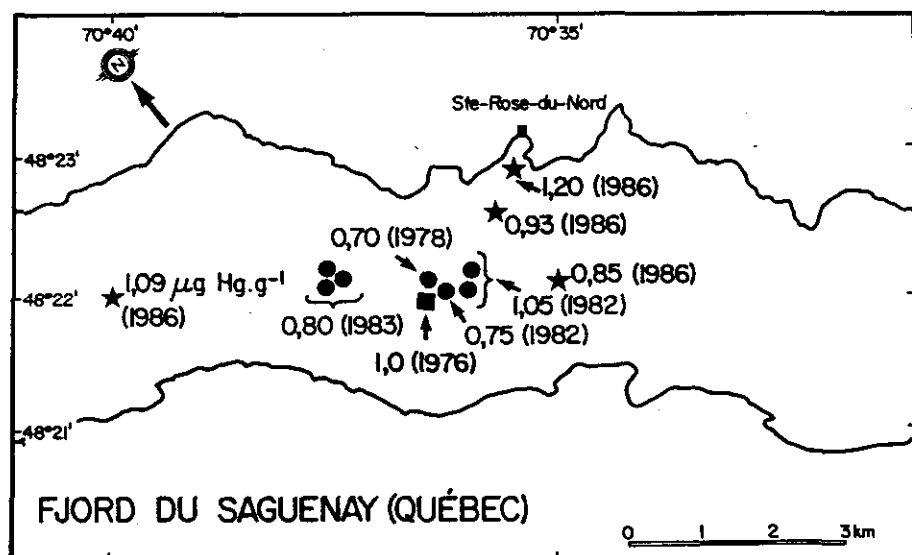 70°40'
70°35'
N
Ste-Rose-du-Nord
48°23'
1,20 (1986)
0,93 (1986)
0,70 (1978)
0,85 (1986)
1,09 µg Hg.g⁻¹
(1986)
48°22'
1,05 (1982)
0,80 (1983)
0,75 (1982)
1,0 (1976)
48°21'
FJORD DU SAGUENAY (QUÉBEC)
0 1 2 3km